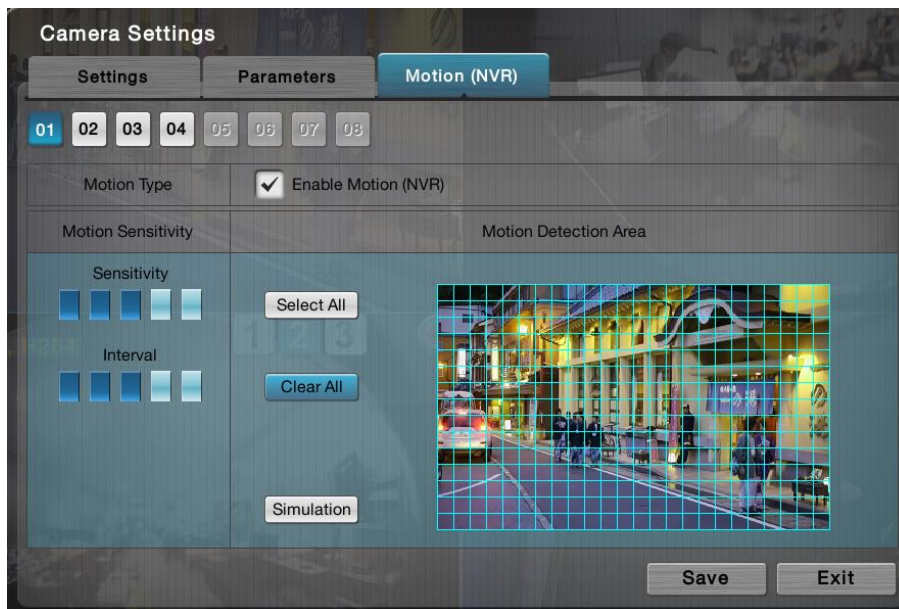 Camera Settings
Settings
Parameters
Motion (NVR)
01 02 03 04 05 06 07 08
Motion Type
Enable Motion (NVR)
Motion Sensitivity
Motion Detection Area
Sensitivity
Select All
Interval
Clear All
Simulation
Save
Exit